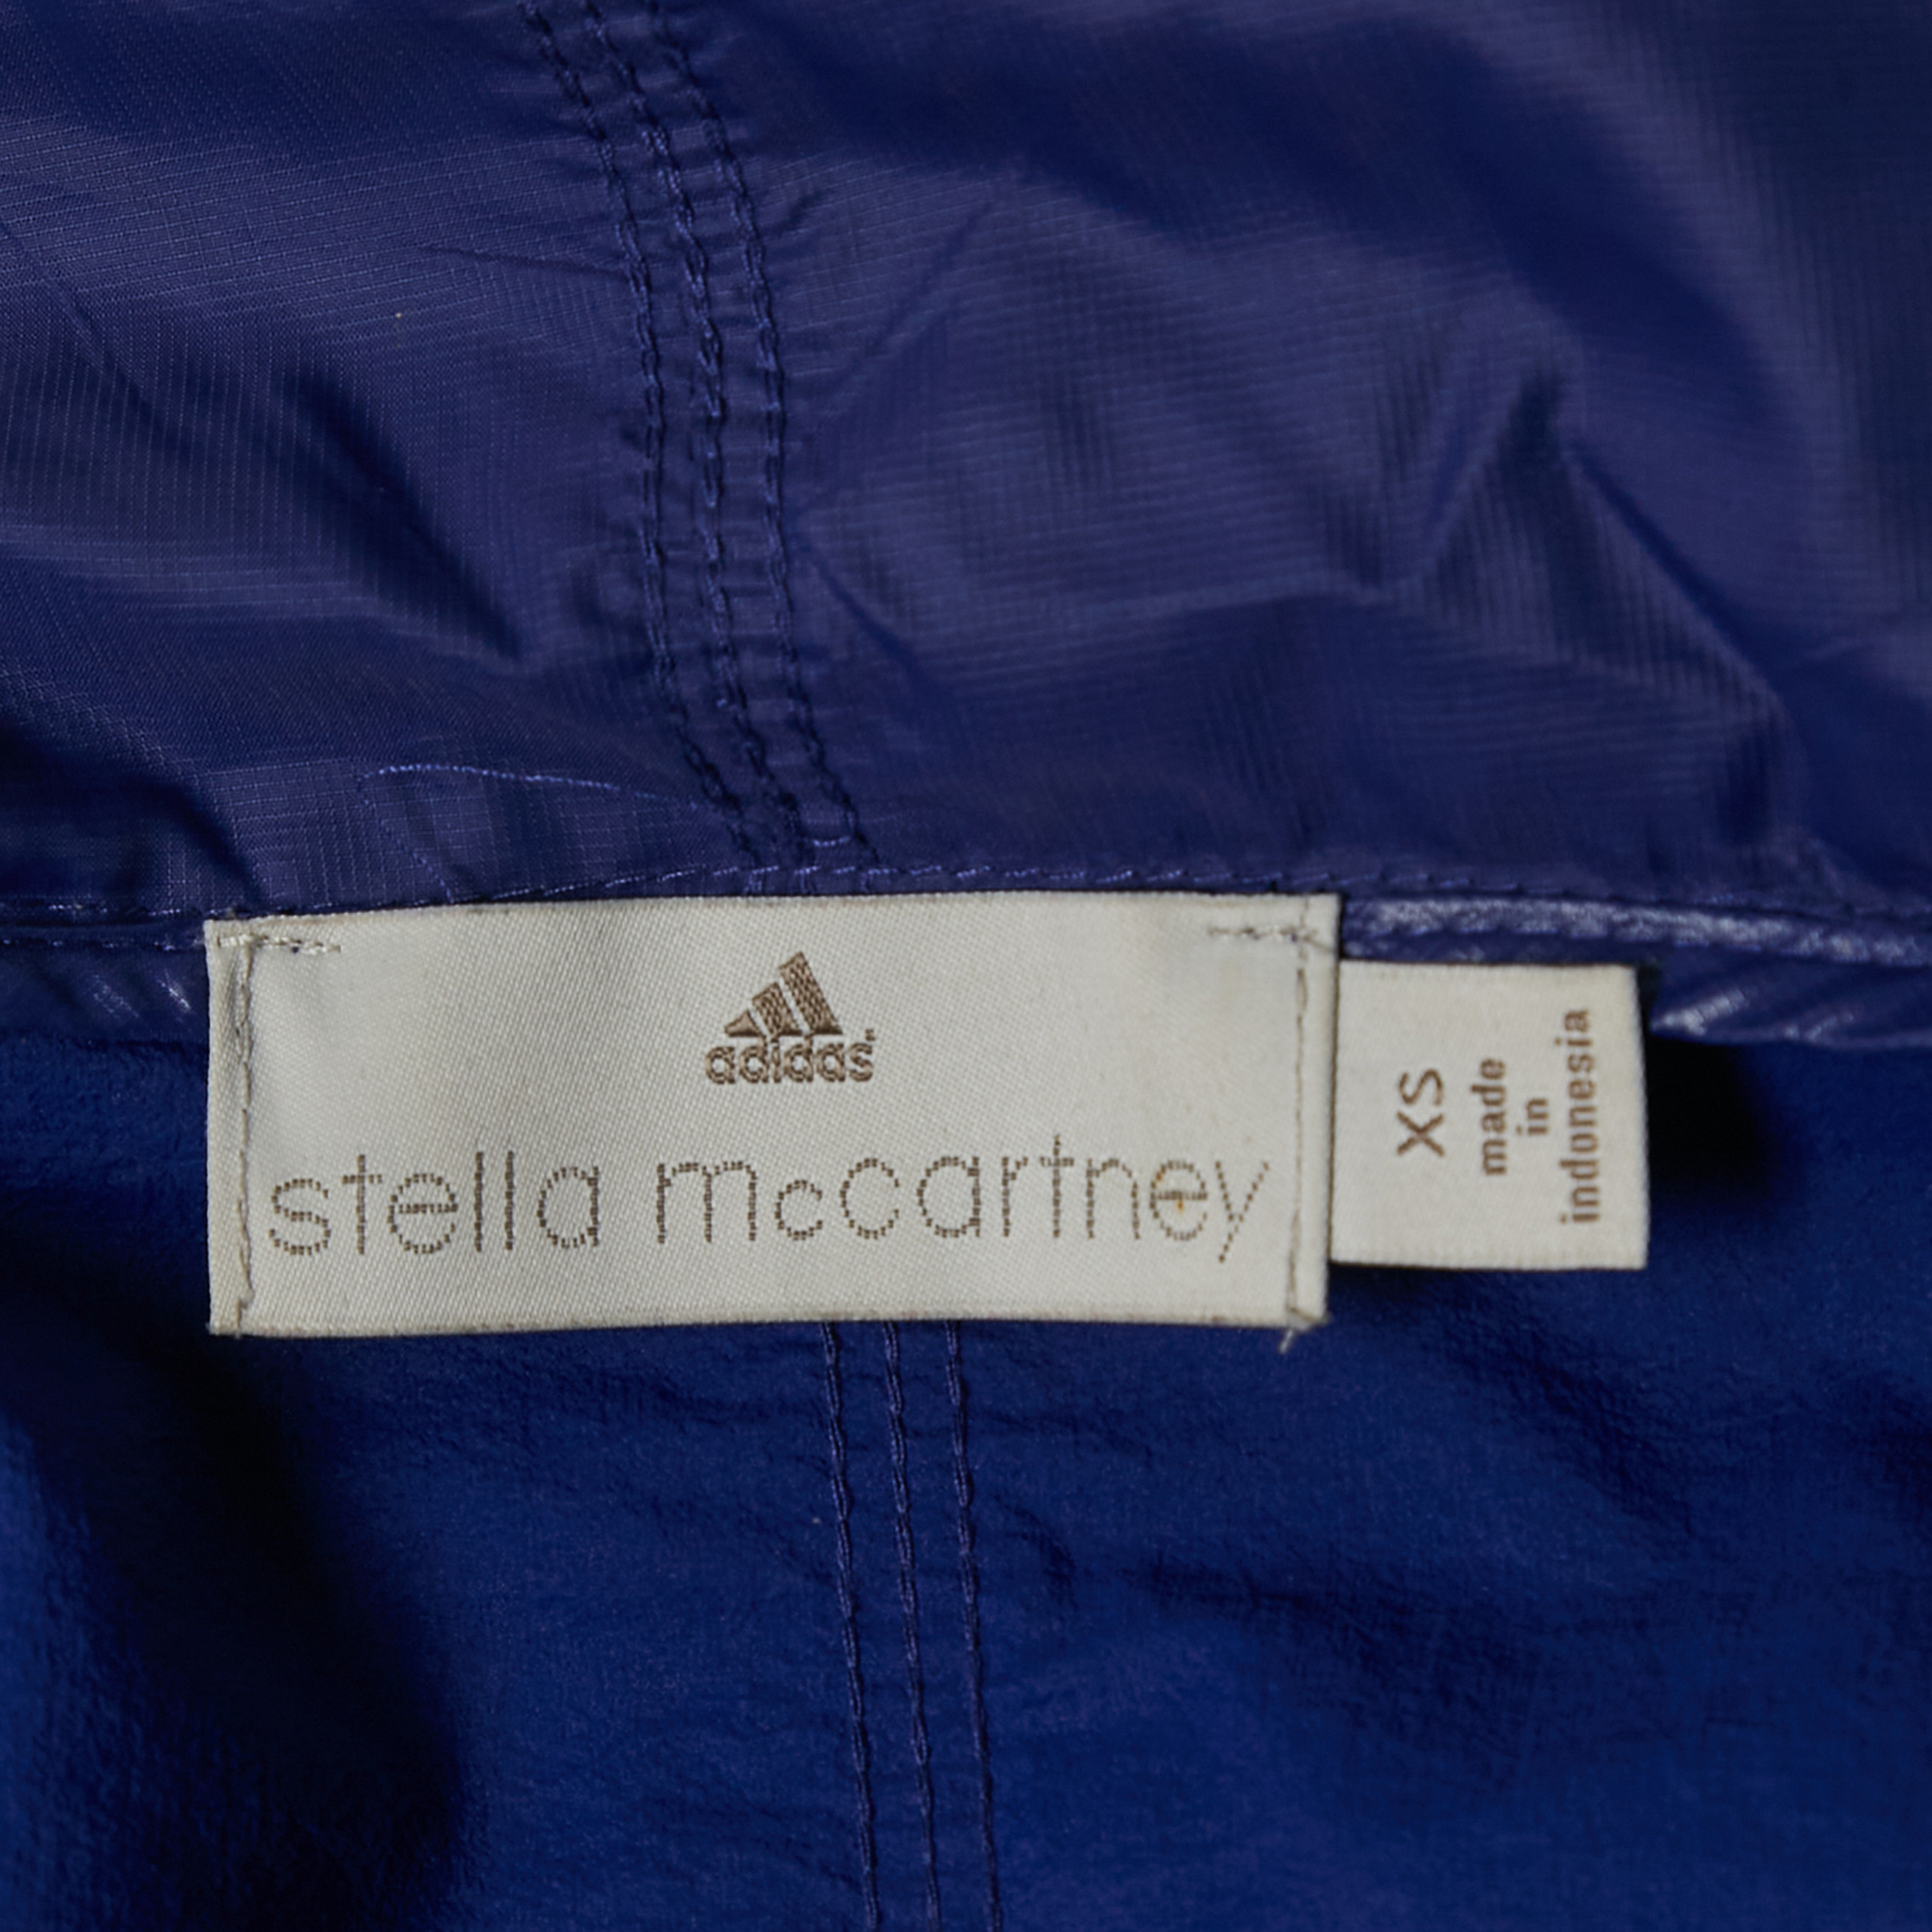 adidas
stella mccartney
XS
made
in
indonesia